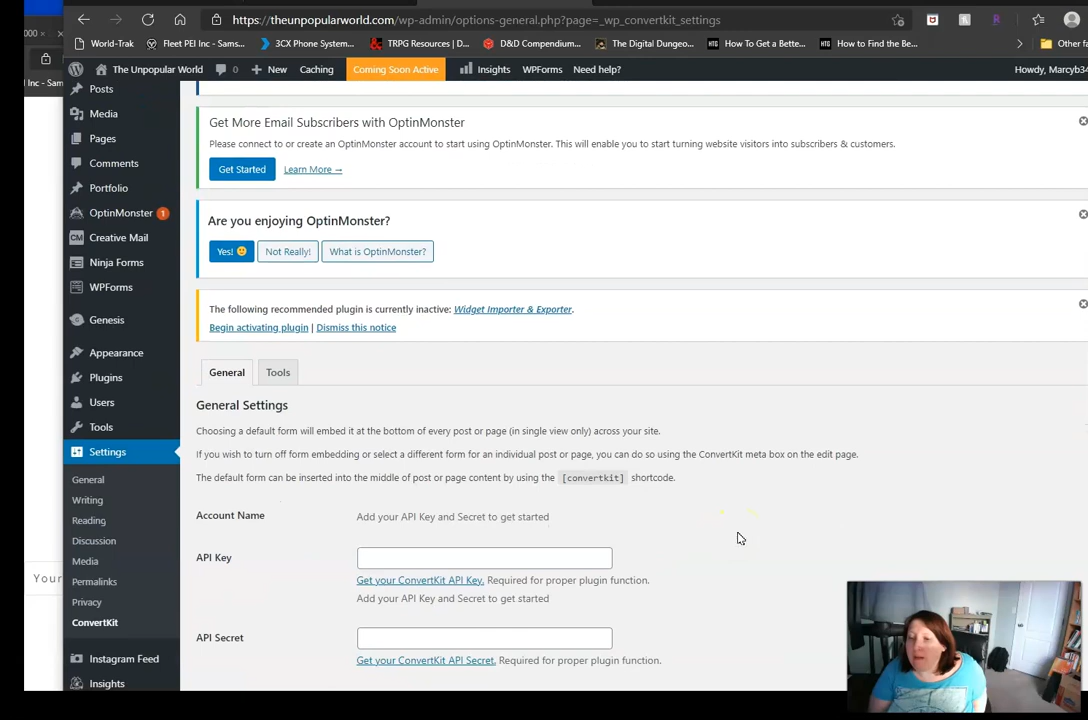 000 ×
https://theunpopularworld.com/wp-admin/options-general.php?page=_wp_convertkit_settings
World-Trak Fleet PEI Inc - Sams... 3CX Phone System,... TRPG Resources | D... D&D Compendium... The Digital Dungeo... HTG How To Get a Bette... HTG How to Find the Be... Other fa
Inc - Sam
The Unpopular World 0 New Caching Coming Soon Active Insights WPForms Need help? Howdy, Marcyb34
Posts
Media
Pages
Comments
Portfolio
OptinMonster 1
CM Creative Mail
Ninja Forms
WPForms
Genesis
Appearance
Plugins
Users
Tools
Settings
General
Writing
Reading
Discussion
Media
Permalinks
Privacy
ConvertKit
Instagram Feed
Insights
Get More Email Subscribers with OptinMonster
Please connect to or create an OptinMonster account to start using OptinMonster. This will enable you to start turning website visitors into subscribers & customers.
Get Started Learn More →
Are you enjoying OptinMonster?
Yes! 🙂 Not Really! What is OptinMonster?
The following recommended plugin is currently inactive: Widget Importer & Exporter.
Begin activating plugin | Dismiss this notice
General Tools
General Settings
Choosing a default form will embed it at the bottom of every post or page (in single view only) across your site.
If you wish to turn off form embedding or select a different form for an individual post or page, you can do so using the ConvertKit meta box on the edit page.
The default form can be inserted into the middle of post or page content by using the [convertkit] shortcode.
Account Name Add your API Key and Secret to get started
API Key
Get your ConvertKit API Key. Required for proper plugin function.
Add your API Key and Secret to get started
API Secret
Get your ConvertKit API Secret. Required for proper plugin function.
Your